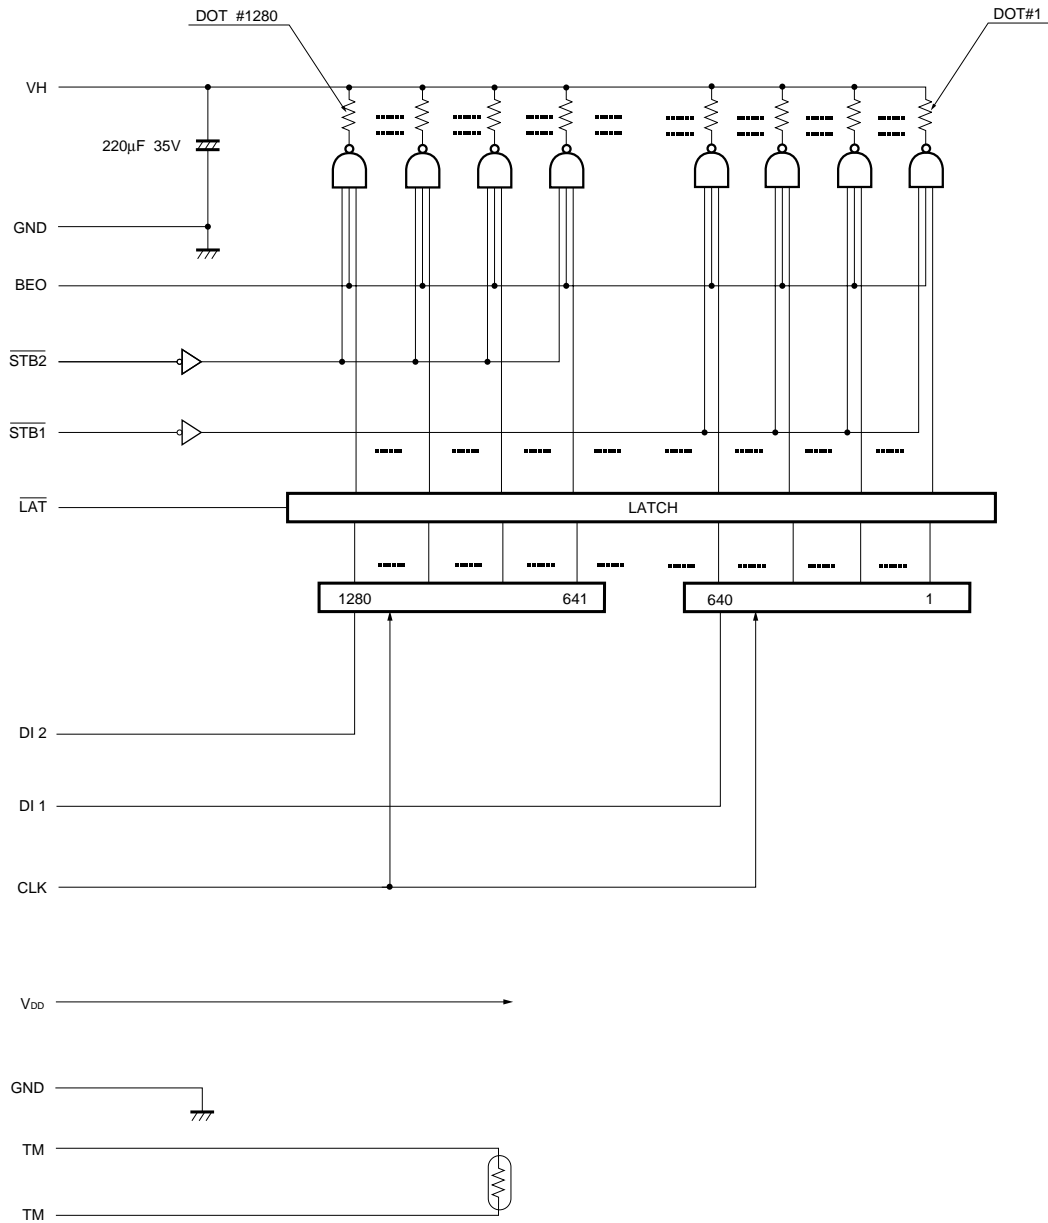 DOT #1280
DOT#1
VH
220µF 35V
GND
BEO
STB2
STB1
LAT
LATCH
1280 641
640 1
DI 2
DI 1
CLK
VDD
GND
TM
TM